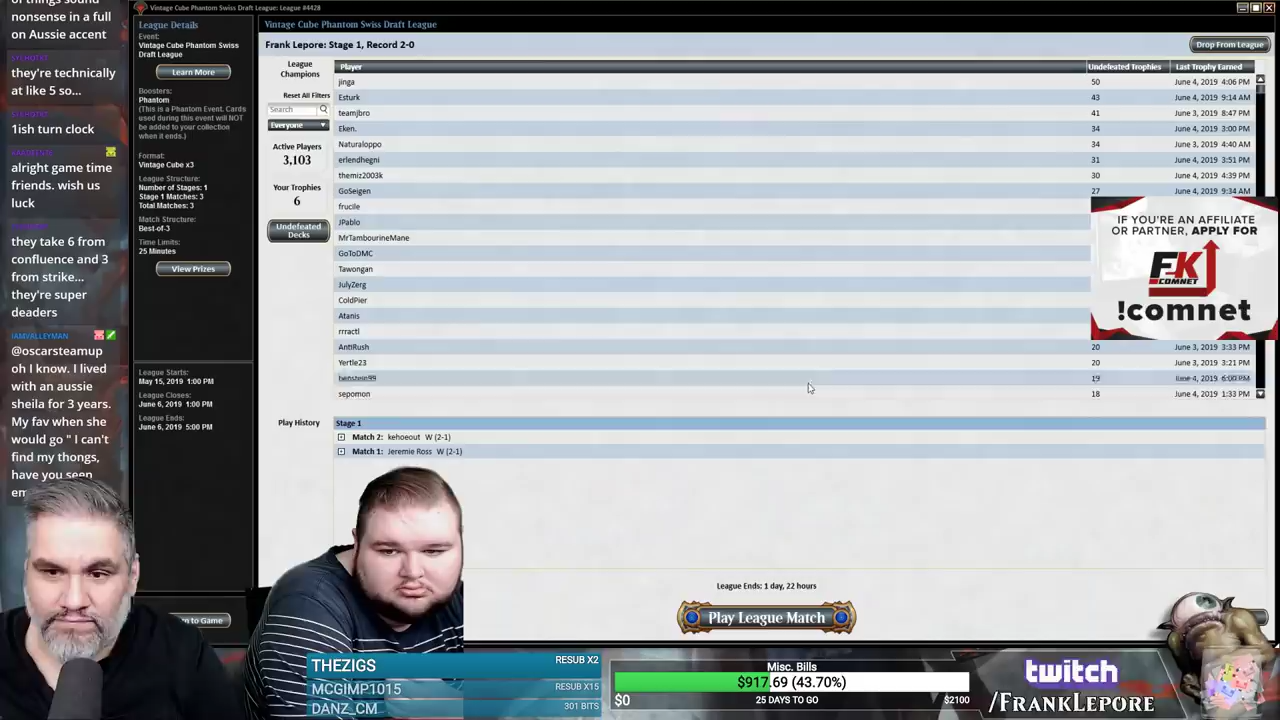 of things sound
nonsense in a full
on Aussie accent
they're technically
at like 5 so...
yeah turn clock
alright game time
friends. wish us
luck
they take 6 from
confluence and 3
from strike...
they're super
deaders
IAMVALLEYMAN
@oscarsteamup
oh I know. I lived
with an aussie
sheila for 3 years.
My fav when she
would go " I can't
find my thongs,
have you seen
Vintage Cube Phantom Swiss Draft League: League #4428
League Details
Event:
Vintage Cube Phantom Swiss
Draft League
Learn More
Boosters:
Phantom
(This is a Phantom Event. Cards
used during this event will NOT
be added to your collection
when it ends.)
Format:
Vintage Cube x3
League Structure:
Number of Stages: 1
Stage 1 Matches: 3
Total Matches: 3
Match Structure:
Best-of-3
Time Limits:
25 Minutes
View Prizes
League Starts:
May 15, 2019 1:00 PM
League Closes:
June 6, 2019 1:00 PM
League Ends:
June 6, 2019 5:00 PM
to Game
Vintage Cube Phantom Swiss Draft League
Frank Lepore: Stage 1, Record 2-0
Drop From League
League
Champions
Reset All Filters
Search
Everyone
Active Players
3,103
Your Trophies
6
Undefeated
Decks
Player Undefeated Trophies Last Trophy Earned
jinga 50 June 4, 2019 4:06 PM
Esturk 43 June 4, 2019 9:14 AM
teamjbro 41 June 3, 2019 8:47 PM
Eken. 34 June 4, 2019 3:00 PM
Naturaloppo 34 June 3, 2019 4:40 AM
erlendhegni 31 June 4, 2019 3:51 PM
themiz2003k 30 June 4, 2019 4:39 PM
GoSeigen 27 June 4, 2019 9:34 AM
frucile
JPablo
MrTambourineMane
GoToDMC
Tawongan
JulyZerg
ColdPier
Atanis
rrractl
AntiRush 20 June 3, 2019 3:33 PM
Yertle23 20 June 3, 2019 3:21 PM
benstein99 19 June 4, 2019 6:00 PM
sepomon 18 June 4, 2019 1:33 PM
IF YOU'RE AN AFFILIATE
OR PARTNER, APPLY FOR
F2K
COMNET
!comnet
Play History
Stage 1
Match 2: kehoeout W (2-1)
Match 1: Jeremie Ross W (2-1)
League Ends: 1 day, 22 hours
Play League Match
THEZIGS RESUB X2
MCGIMP1015 RESUB X15
DANZ_CM 301 BITS
Misc. Bills
$917.69 (43.70%)
$0 25 DAYS TO GO $2100
twitch
/FRANKLEPORE